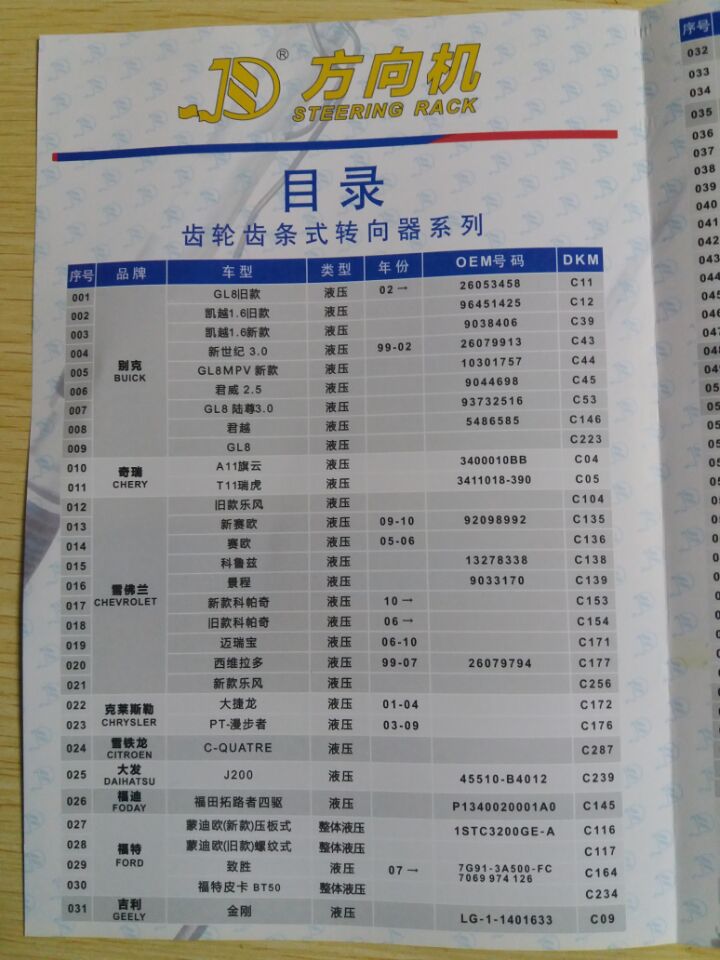 JD® 方向机
STEERING RACK
目录
齿轮齿条式转向器系列
序号 品牌 车型 类型 年份 OEM号码 DKM
别克
BUICK
001 GL8旧款 液压 02→ 26053458 C11
002 凯越1.6旧款 液压 96451425 C12
003 凯越1.6新款 液压 9038406 C39
004 新世纪 3.0 液压 99-02 26079913 C43
005 GL8MPV 新款 液压 10301757 C44
006 君威 2.5 液压 9044698 C45
007 GL8 陆尊3.0 液压 93732516 C53
008 君越 液压 5486585 C146
009 GL8 液压 C223
奇瑞
CHERY
010 A11旗云 液压 3400010BB C04
011 T11瑞虎 液压 3411018-390 C05
雪佛兰
CHEVROLET
012 旧款乐风 液压 C104
013 新赛欧 液压 09-10 92098992 C135
014 赛欧 液压 05-06 C136
015 科鲁兹 液压 13278338 C138
016 景程 液压 9033170 C139
017 新款科帕奇 液压 10→ C153
018 旧款科帕奇 液压 06→ C154
019 迈瑞宝 液压 06-10 C171
020 西维拉多 液压 99-07 26079794 C177
021 新款乐风 液压 C256
克莱斯勒
CHRYSLER
022 大捷龙 液压 01-04 C172
023 PT-漫步者 液压 03-09 C176
雪铁龙
CITROEN
024 C-QUATRE 液压 C287
大发
DAIHATSU
025 J200 液压 45510-B4012 C239
福迪
FODAY
026 福田拓路者四驱 液压 P1340020001A0 C145
福特
FORD
027 蒙迪欧(新款)压板式 整体液压 1STC3200GE-A C116
028 蒙迪欧(旧款)螺纹式 整体液压 C117
029 致胜 液压 07→ 7G91-3A500-FC
7069 974 126 C164
030 福特皮卡 BT50 整体液压 C234
吉利
GEELY
031 金刚 液压 LG-1-1401633 C09
序号
032
033
034
035
036
037
038
039
040
041
042
043
044
045
046